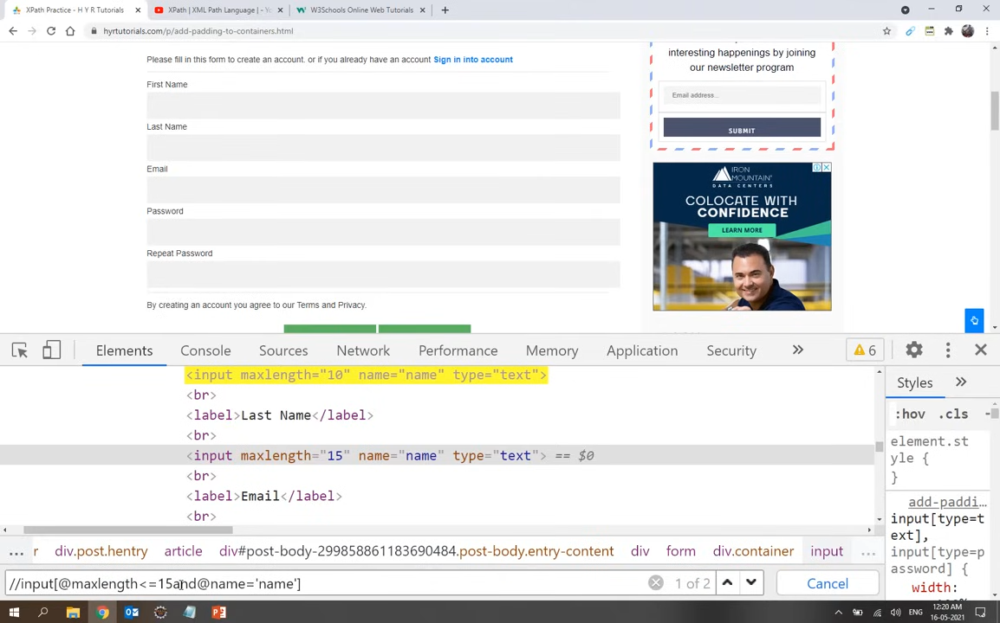 XPath Practice - H Y R Tutorials
XPath | XML Path Language | - Yo
W3Schools Online Web Tutorials
hyrtutorials.com/p/add-padding-to-containers.html
Please fill in this form to create an account. or if you already have an account Sign in into account
First Name
Last Name
Email
Password
Repeat Password
By creating an account you agree to our Terms and Privacy.
interesting happenings by joining
our newsletter program
Email address...
SUBMIT
IRON
MOUNTAIN
DATA CENTERS
COLOCATE WITH
CONFIDENCE
LEARN MORE
Elements Console Sources Network Performance Memory Application Security » 6
<input maxlength="10" name="name" type="text">
<br>
<label>Last Name</label>
<br>
<input maxlength="15" name="name" type="text"> == $0
<br>
<label>Email</label>
<br>
Styles »
:hov .cls
element.st
yle {
}
add-paddi…
input[type=t
ext],
input[type=p
assword] {
width:
... r div.post.hentry article div#post-body-299858861183690484.post-body.entry-content div form div.container input ...
//input[@maxlength<=15and@name='name'] 1 of 2 Cancel
ENG
12:20 AM
16-05-2021